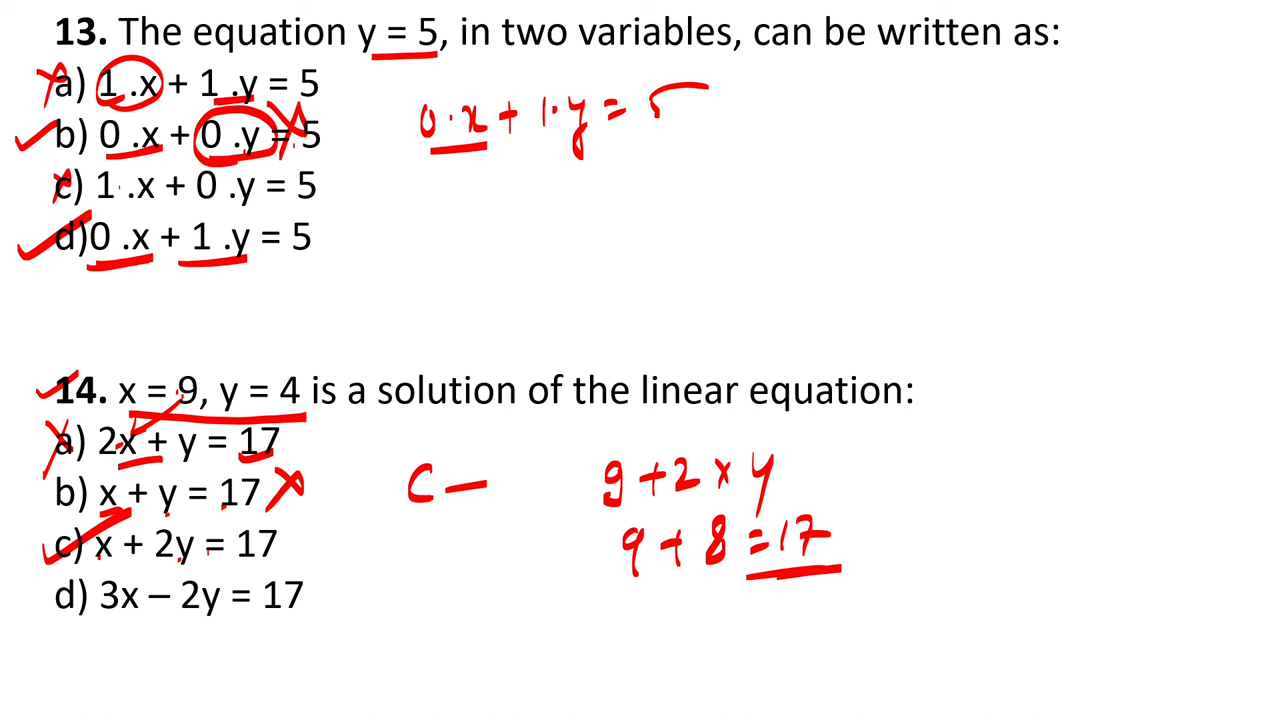 13. The equation y = 5, in two variables, can be written as:
a) 1 .x + 1 .y = 5
0.x + 1.y = 5
b) 0 .x + 0 .y = 5
c) 1 .x + 0 .y = 5
d)0 .x + 1 .y = 5
14. x = 9, y = 4 is a solution of the linear equation:
a) 2x + y = 17
b) x + y = 17
C — 9 + 2 x y
c) x + 2y = 17
9 + 8 = 17
d) 3x – 2y = 17